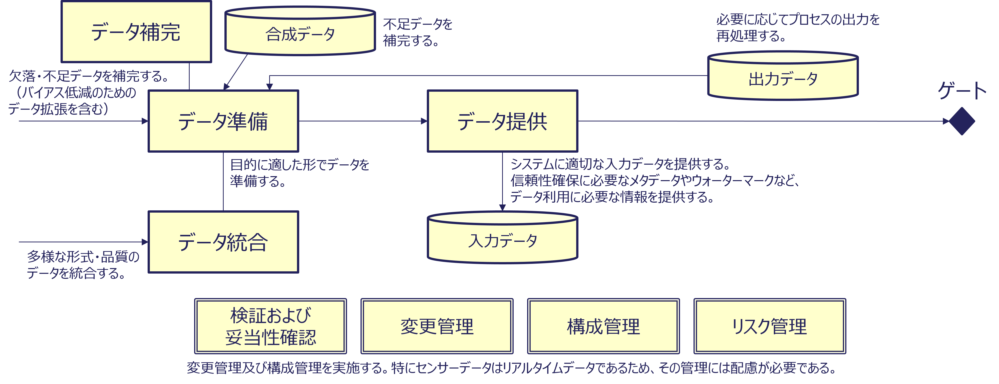 データ補完
合成データ
不足データを
補完する。
必要に応じてプロセスの出力を
再処理する。
出力データ
ゲート
欠落・不足データを補完する。
（バイアス低減のための
データ拡張を含む）
データ準備
データ提供
目的に適した形でデータを
準備する。
システムに適切な入力データを提供する。
信頼性確保に必要なメタデータやウォーターマークなど、
データ利用に必要な情報を提供する。
データ統合
入力データ
多様な形式・品質の
データを統合する。
検証および
妥当性確認
変更管理
構成管理
リスク管理
変更管理及び構成管理を実施する。特にセンサーデータはリアルタイムデータであるため、その管理には配慮が必要である。